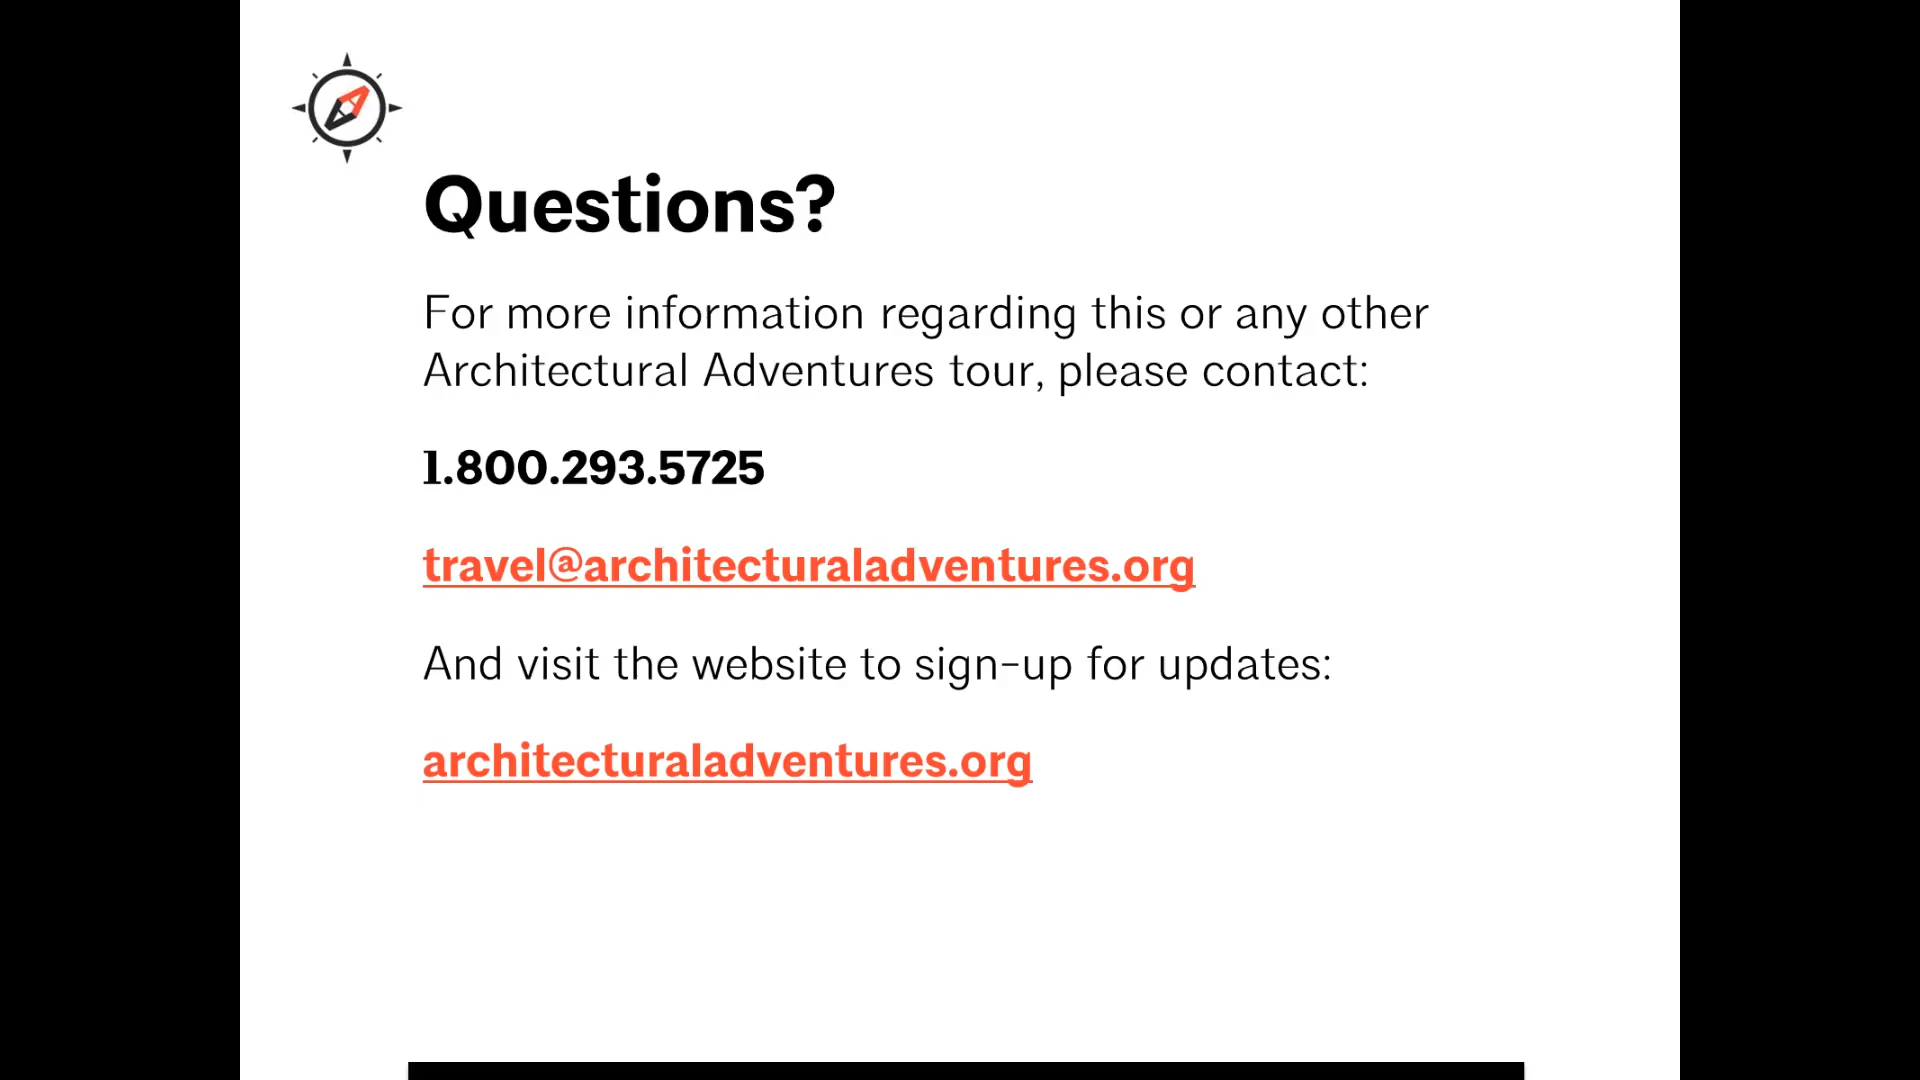 Questions?
For more information regarding this or any other
Architectural Adventures tour, please contact:
1.800.293.5725
travel@architecturaladventures.org
And visit the website to sign-up for updates:
architecturaladventures.org